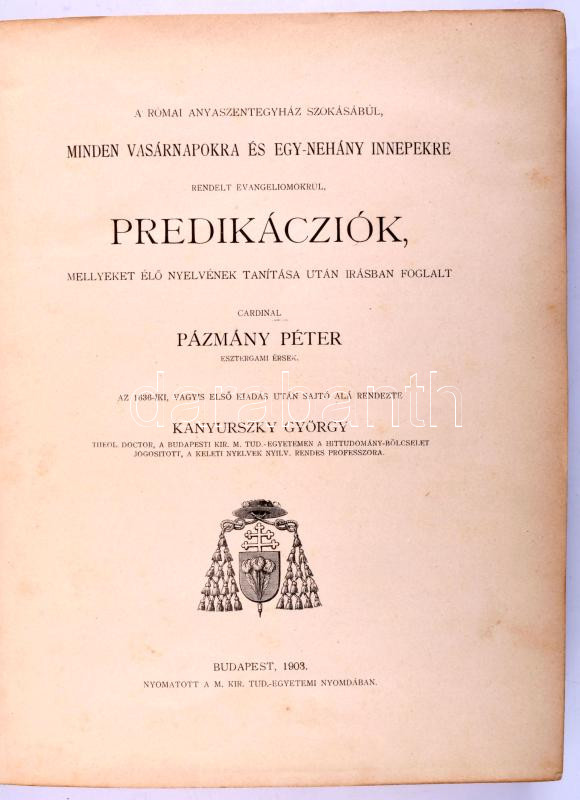 A RÓMAI ANYASZENTEGYHÁZ SZOKÁSÁBÚL,
MINDEN VASÁRNAPOKRA ÉS EGY-NEHÁNY INNEPEKRE
RENDELT EVANGELIOMOKRUL,
PREDIKÁCZIÓK,
MELLYEKET ÉLŐ NYELVÉNEK TANÍTÁSA UTÁN IRÁSBAN FOGLALT
CARDINAL
PÁZMÁNY PÉTER
ESZTERGAMI ÉRSEK.
darabanth
AZ 1636-IKI, VAGYIS ELSŐ KIADÁS UTÁN SAJTÓ ALÁ RENDEZTE
KANYURSZKY GYÖRGY
THEOL. DOCTOR, A BUDAPESTI KIR. M. TUD.-EGYETEMEN A HITTUDOMÁNY-BÖLCSELET
JOGOSITOTT, A KELETI NYELVEK NYILV. RENDES PROFESSZORA.
BUDAPEST, 1903.
NYOMATOTT A M. KIR. TUD.-EGYETEMI NYOMDÁBAN.